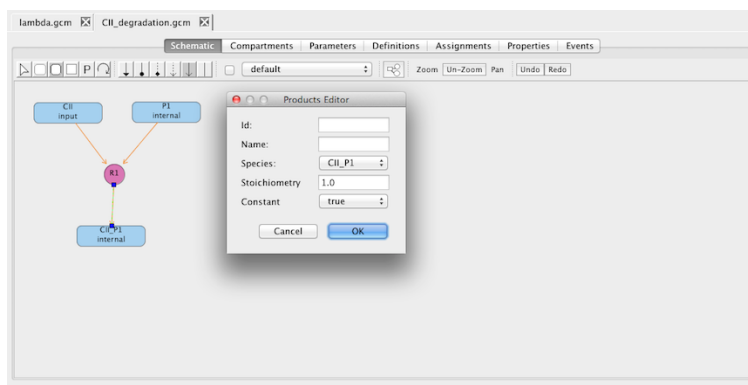 lambda.gcm CII_degradation.gcm
Schematic Compartments Parameters Definitions Assignments Properties Events
P default Zoom Un-Zoom Pan Undo Redo
CII
input
P1
internal
R1
CII_P1
internal
Products Editor
Id:
Name:
Species: CII_P1
Stoichiometry 1.0
Constant true
Cancel OK